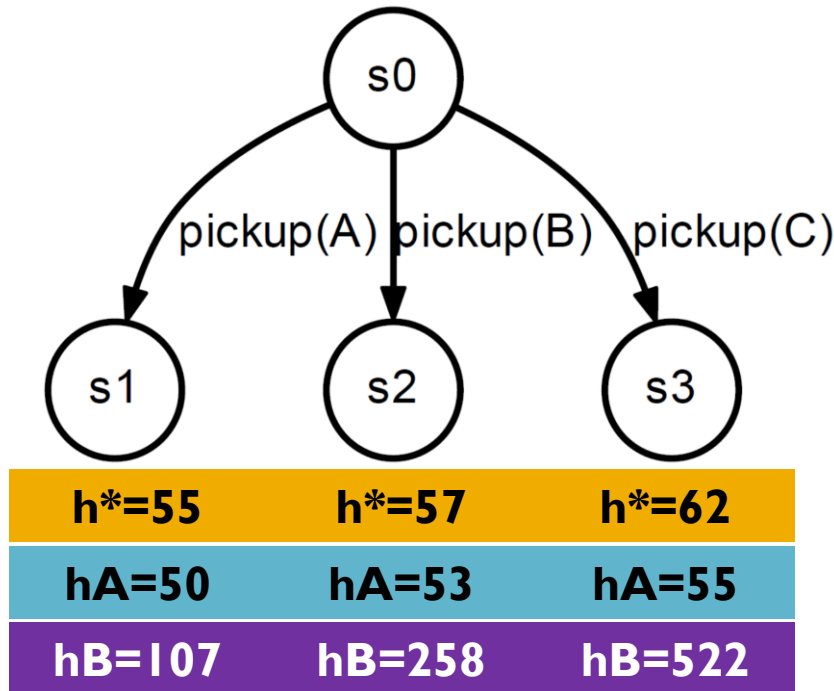 s0
pickup(A) pickup(B) pickup(C)
s1 s2 s3
h*=55 h*=57 h*=62
hA=50 hA=53 hA=55
hB=107 hB=258 hB=522